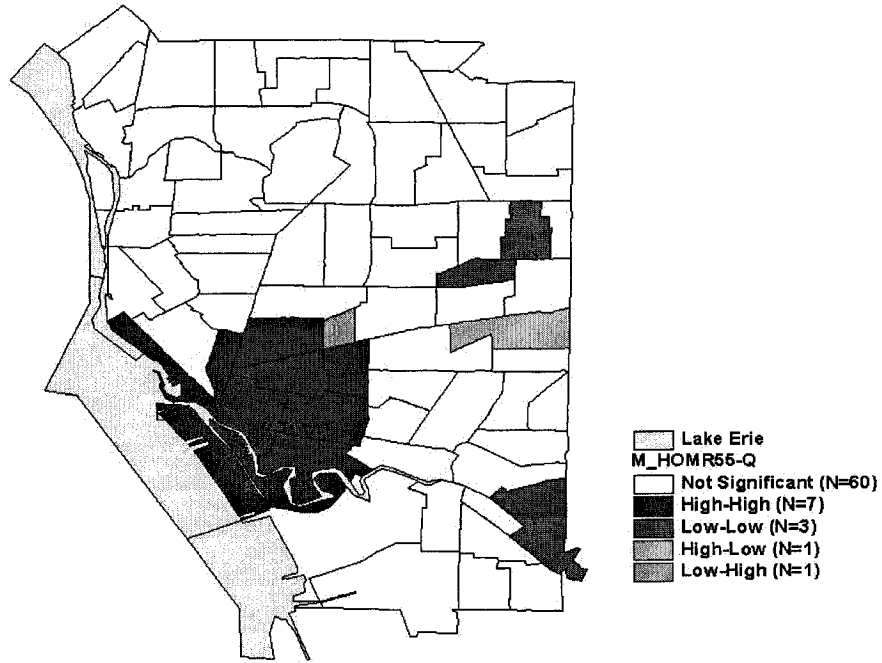 Lake Erie
M_HOMR55-Q
Not Significant (N=60)
High-High (N=7)
Low-Low (N=3)
High-Low (N=1)
Low-High (N=1)